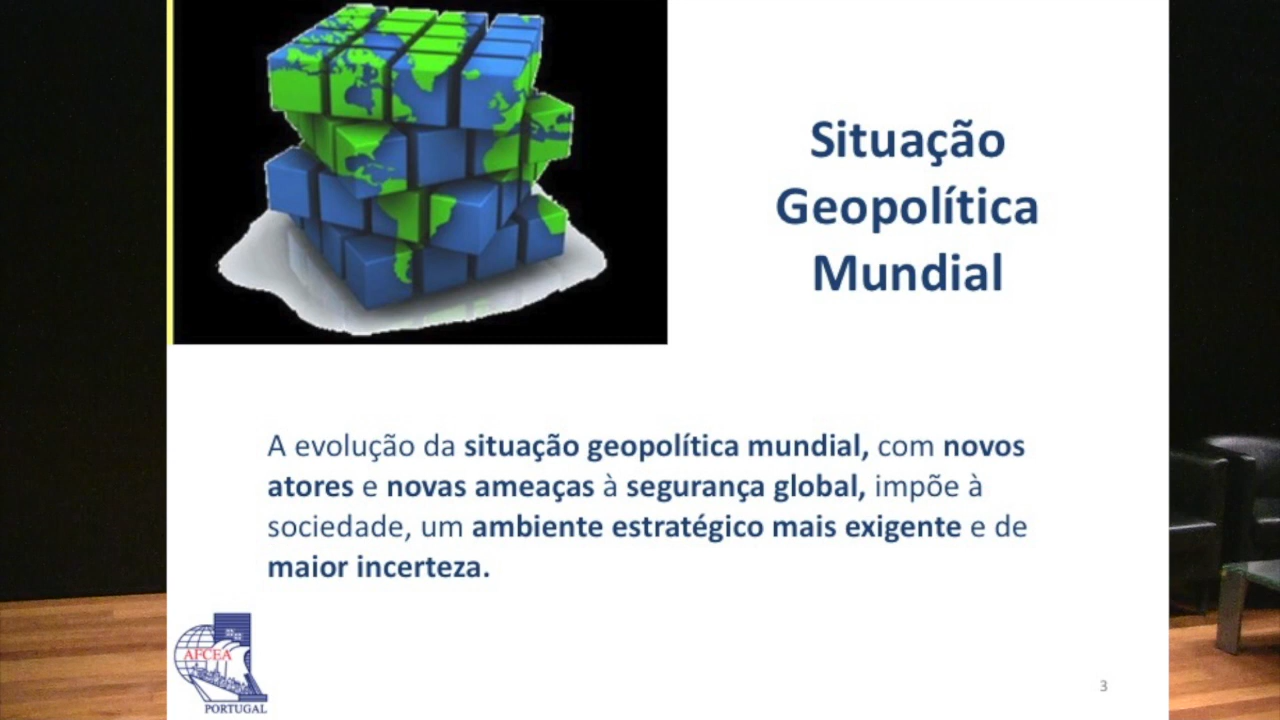 Situação
Geopolítica
Mundial
A evolução da situação geopolítica mundial, com novos
atores e novas ameaças à segurança global, impõe à
sociedade, um ambiente estratégico mais exigente e de
maior incerteza.
AFCEA
PORTUGAL
3